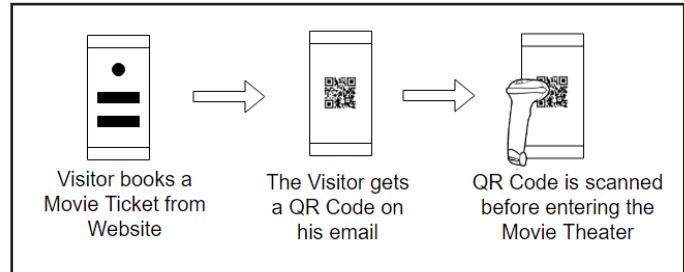 Visitor books a
Movie Ticket from
Website
The Visitor gets
a QR Code on
his email
QR Code is scanned
before entering the
Movie Theater